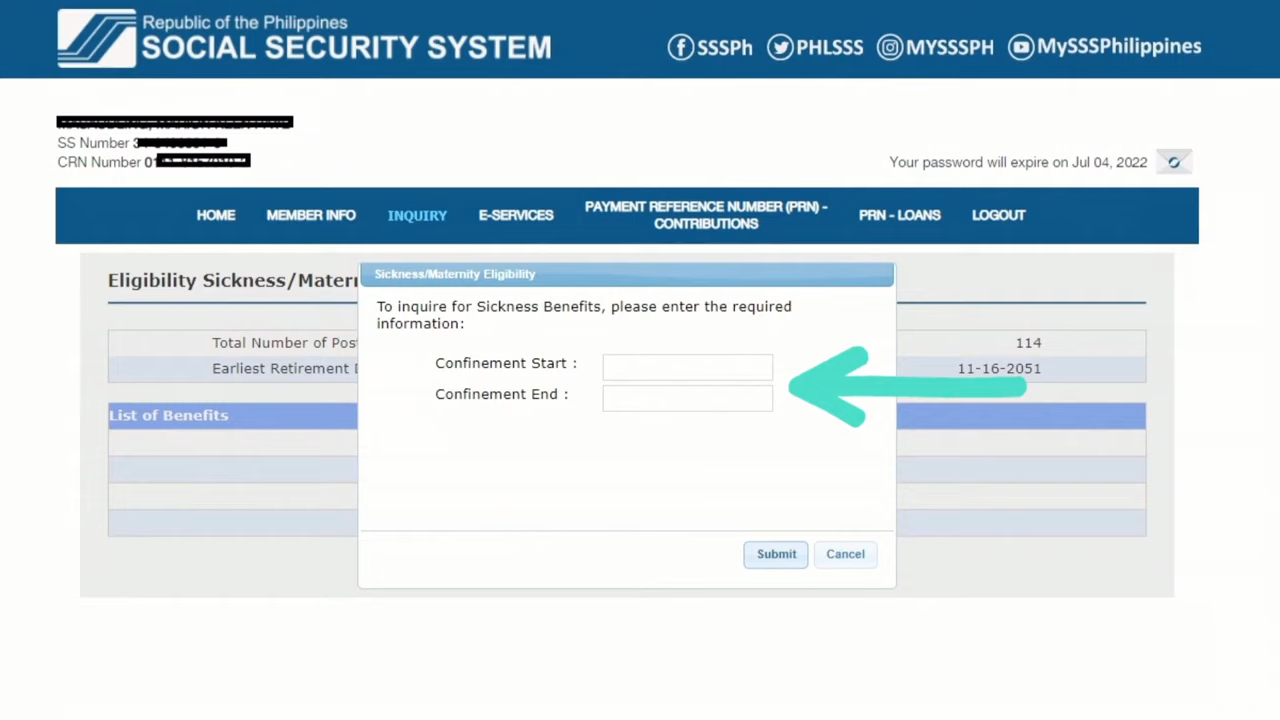 Republic of the Philippines
SOCIAL SECURITY SYSTEM
SSSPh PHLSSS MYSSSPH MySSSPhilippines
SS Number
CRN Number
Your password will expire on Jul 04, 2022
HOME MEMBER INFO INQUIRY E-SERVICES PAYMENT REFERENCE NUMBER (PRN) - CONTRIBUTIONS PRN - LOANS LOGOUT
Eligibility Sickness/Matern
Sickness/Maternity Eligibility
To inquire for Sickness Benefits, please enter the required
information:
Total Number of Pos 114
Confinement Start :
Earliest Retirement D 11-16-2051
Confinement End :
List of Benefits
Submit Cancel